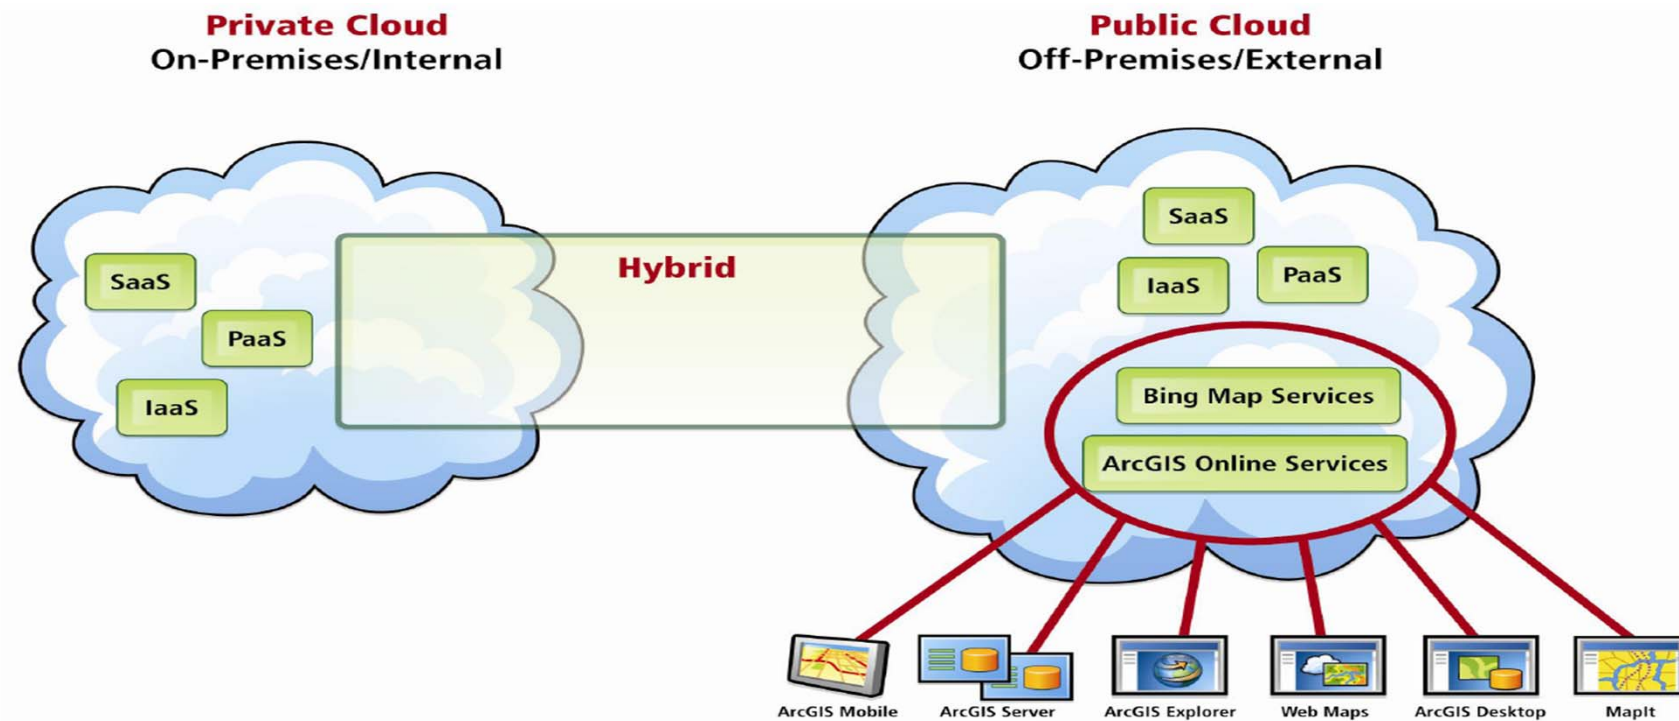 Private Cloud
On-Premises/Internal
Public Cloud
Off-Premises/External
SaaS
PaaS
IaaS
Hybrid
SaaS
IaaS
PaaS
Bing Map Services
ArcGIS Online Services
ArcGIS Mobile
ArcGIS Server
ArcGIS Explorer
Web Maps
ArcGIS Desktop
MapIt